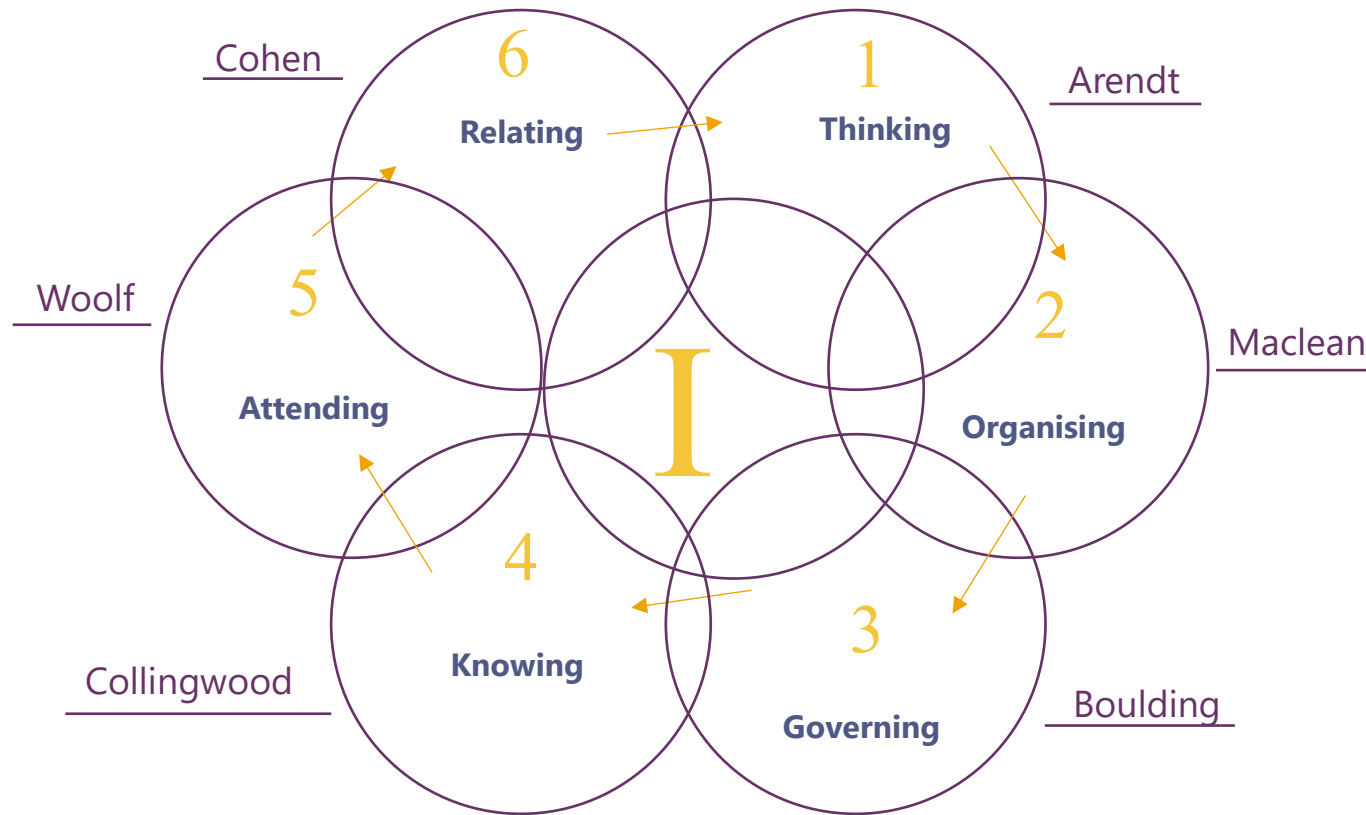 Cohen
6
Relating
1
Thinking
Arendt
Woolf
5
Attending
I
2
Organising
Maclean
4
Knowing
Collingwood
3
Governing
Boulding